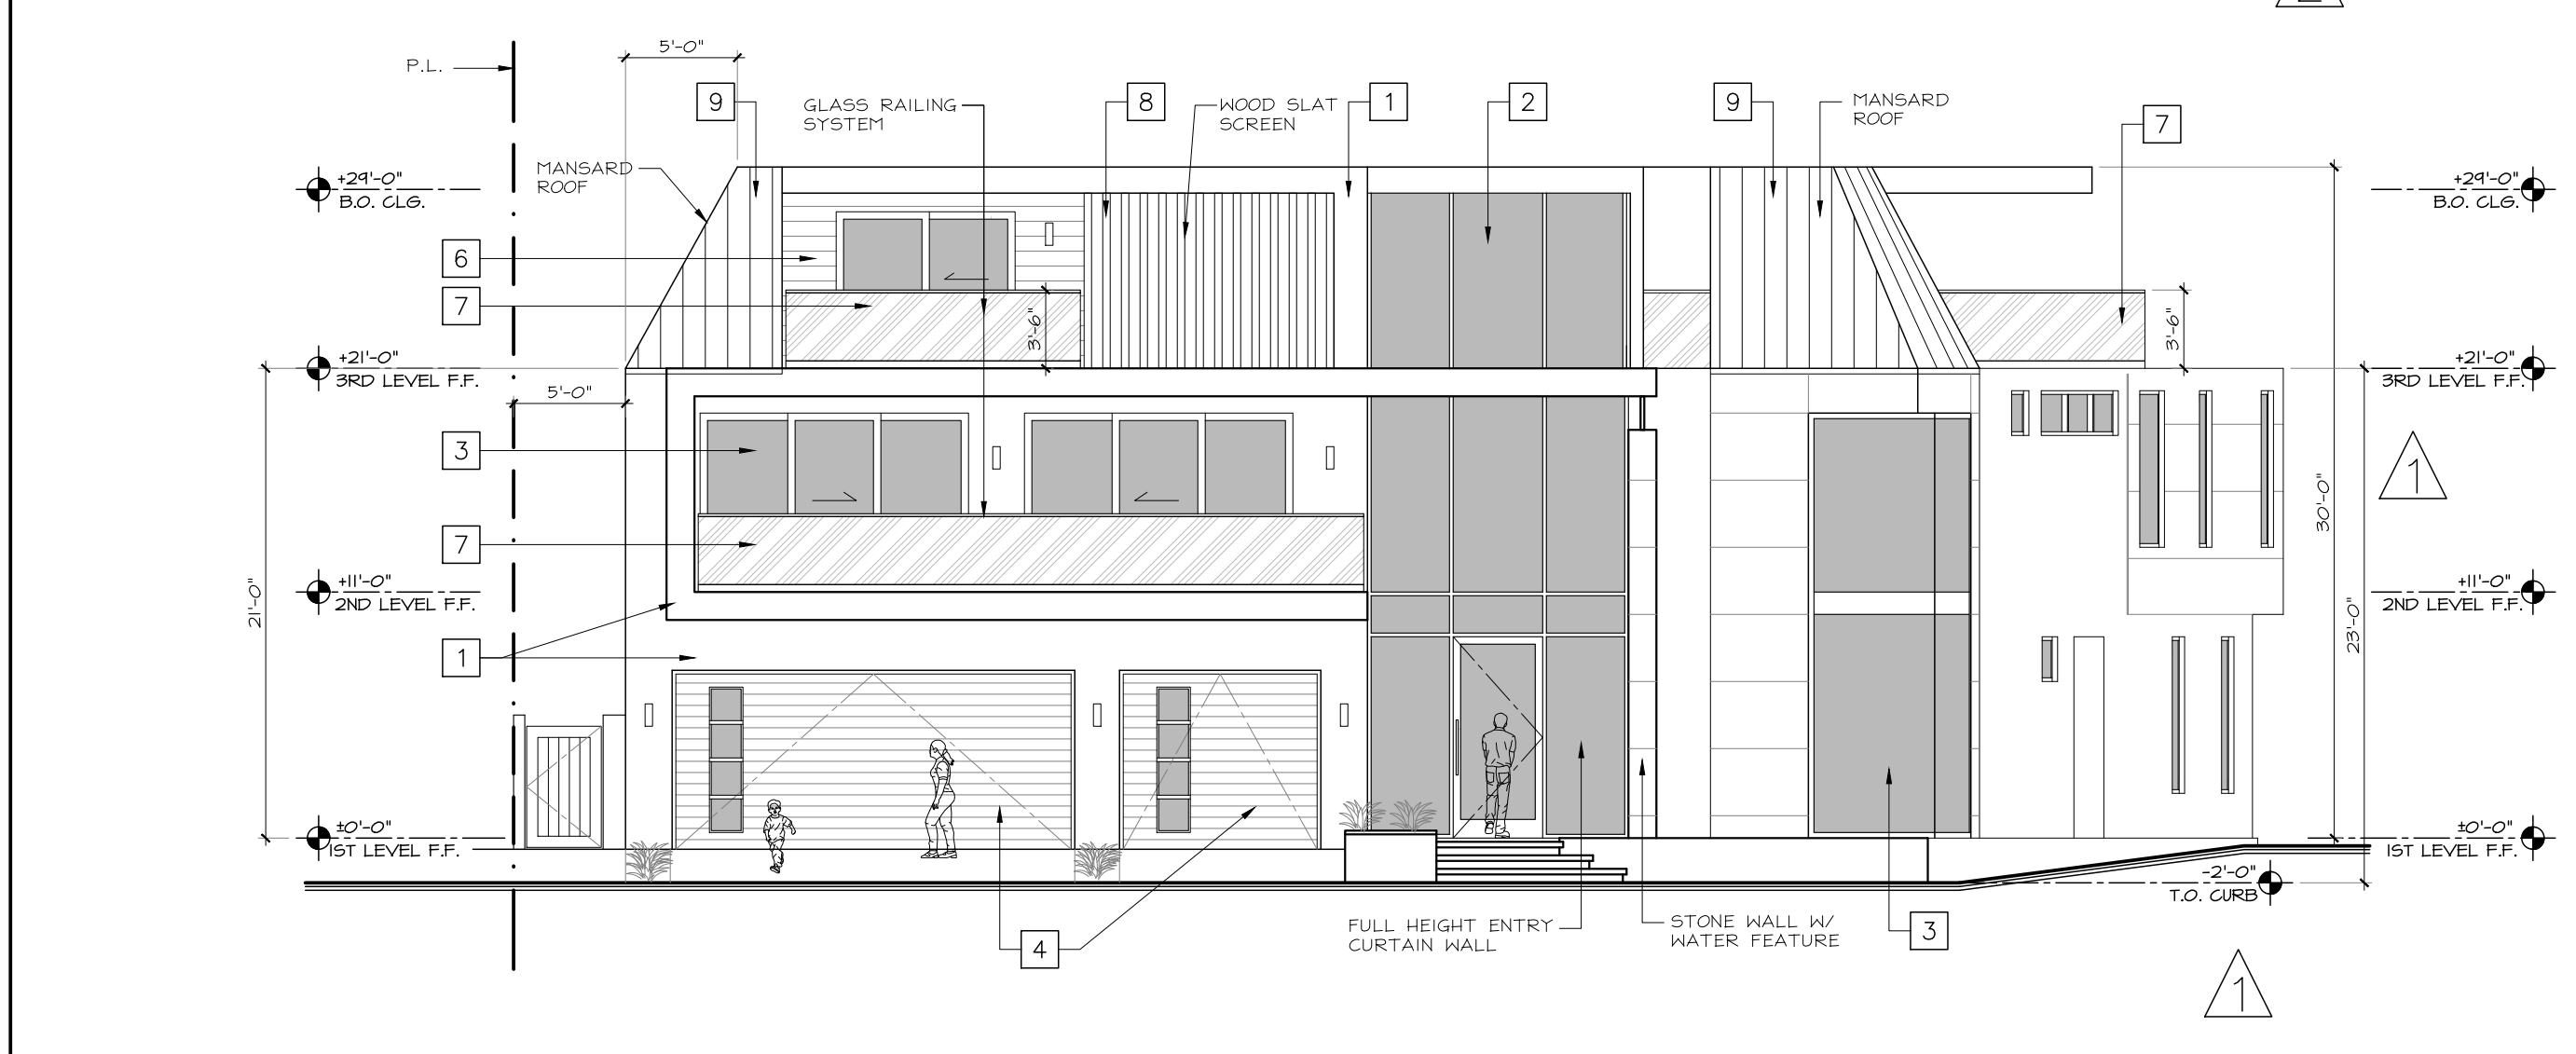 5'-0"
P.L.
9
GLASS RAILING
SYSTEM
8
WOOD SLAT
SCREEN
1
2
9
MANSARD
ROOF
7
MANSARD
ROOF
+29'-0"
B.O. CLG.
+29'-0"
B.O. CLG.
6
7
3'-6"
3'-6"
+21'-0"
3RD LEVEL F.F.
+21'-0"
3RD LEVEL F.F.
5'-0"
3
1
30'-0"
7
21'-0"
+11'-0"
2ND LEVEL F.F.
+11'-0"
2ND LEVEL F.F.
23'-0"
1
±0'-0"
1ST LEVEL F.F.
±0'-0"
1ST LEVEL F.F.
-2'-0"
T.O. CURB
4
FULL HEIGHT ENTRY
CURTAIN WALL
STONE WALL W/
WATER FEATURE
3
1